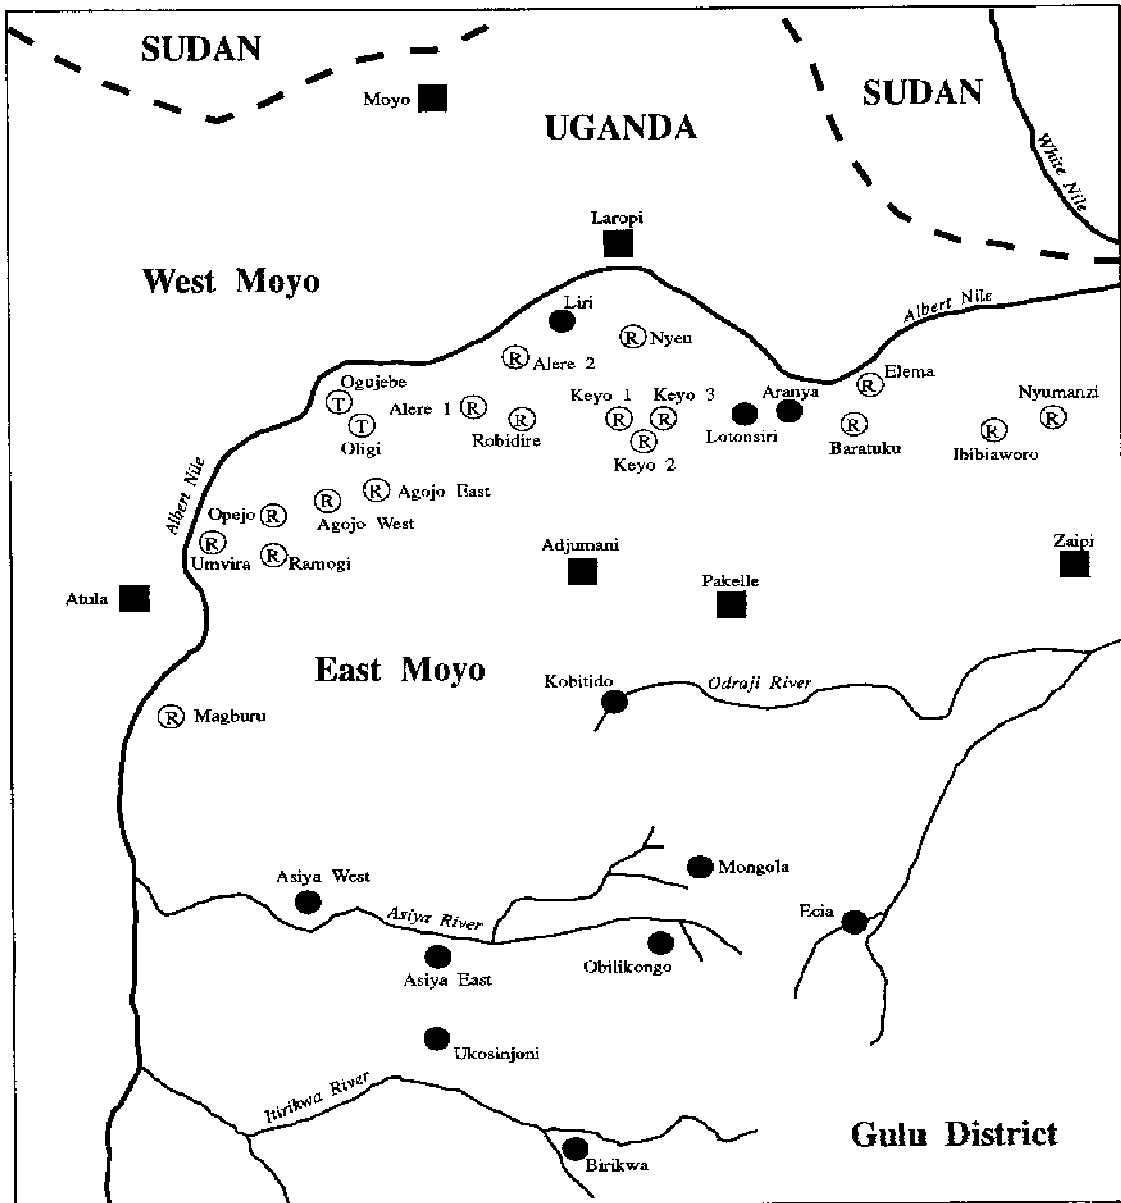 SUDAN
SUDAN
Moyo
UGANDA
White Nile
Laropi
West Moyo
Albert Nile
Liri
R Nyeu
R Alere 2
Elema
R
Ogujebe
T
Alere 1 R
Keyo 1 Keyo 3
R R
Aranya
Nyumanzi
R
T
Oligi
R
Robidire
R
Keyo 2
Lotonsiri
R
Baratuku
R
Ibibiaworo
Albert Nile
R Agojo East
R
Agojo West
Opejo R
R
Umvira
R Ramogi
Adjumani
Zaipi
Pakelle
Atula
East Moyo
Kobitido
Odraji River
R Magburu
Mongola
Asiya West
Asiya River
Ecia
Obilikongo
Asiya East
Ukosinjoni
Itirikwa River
Gulu District
Birikwa